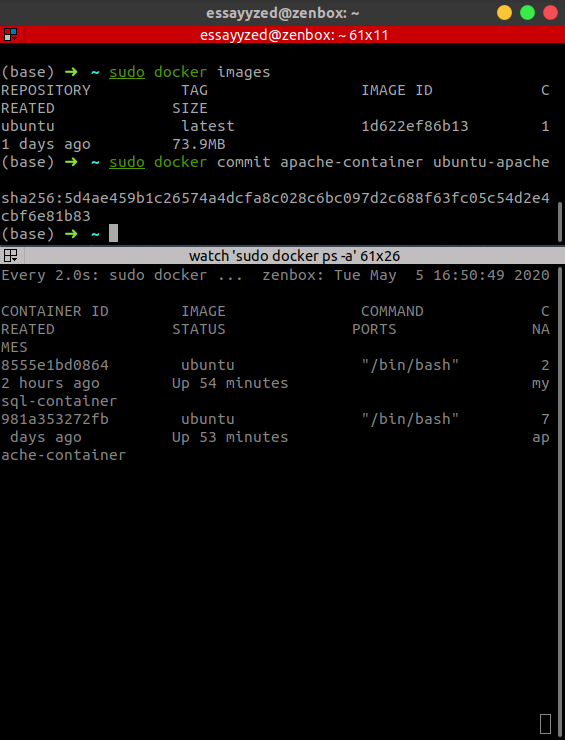 essayyzed@zenbox: ~
essayyzed@zenbox: ~ 61x11
(base) ➜ ~ sudo docker images
REPOSITORY          TAG                 IMAGE ID            C
REATED             SIZE
ubuntu              latest              1d622ef86b13        1
1 days ago         73.9MB
(base) ➜ ~ sudo docker commit apache-container ubuntu-apache
sha256:5d4ae459b1c26574a4dcfa8c028c6bc097d2c688f63fc05c54d2e4
cbf6e81b83
(base) ➜ ~
watch 'sudo docker ps -a' 61x26
Every 2.0s: sudo docker ...  zenbox: Tue May  5 16:50:49 2020
CONTAINER ID        IMAGE               COMMAND             C
REATED             STATUS              PORTS               NA
MES
8555e1bd0864        ubuntu              "/bin/bash"         2
2 hours ago        Up 54 minutes                           my
sql-container
981a353272fb        ubuntu              "/bin/bash"         7
 days ago          Up 53 minutes                           ap
ache-container